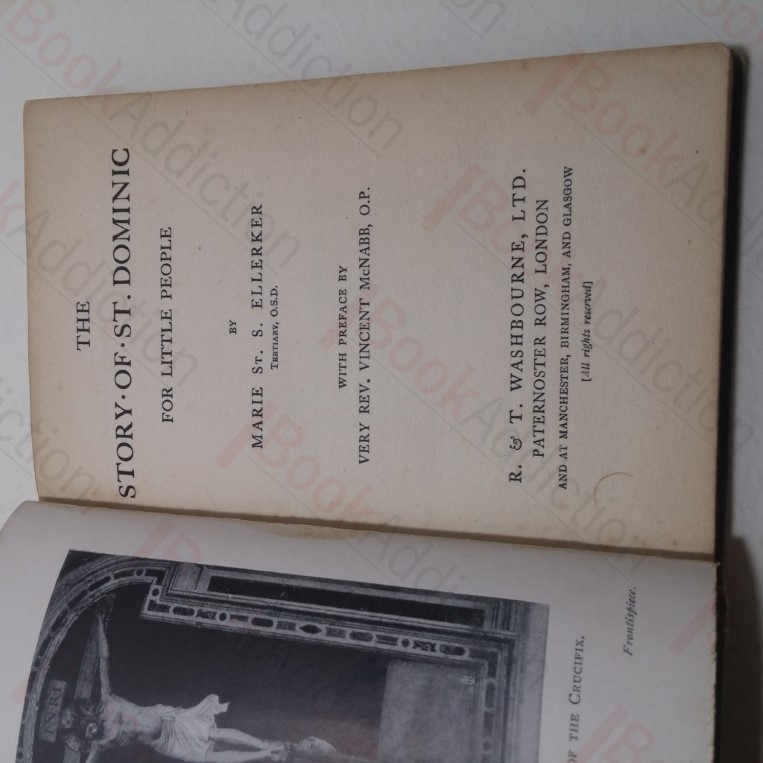 THE
STORY·OF·ST. DOMINIC
FOR LITTLE PEOPLE
BY
MARIE ST. S. ELLERKER
TERTIARY, O.S.D.
WITH PREFACE BY
VERY REV. VINCENT McNABB, O.P.
R. & T. WASHBOURNE, LTD.
PATERNOSTER ROW, LONDON
AND AT MANCHESTER, BIRMINGHAM, AND GLASGOW
[All rights reserved]
INRI
OF THE CRUCIFIX.
Frontispiece.
BookAddiction